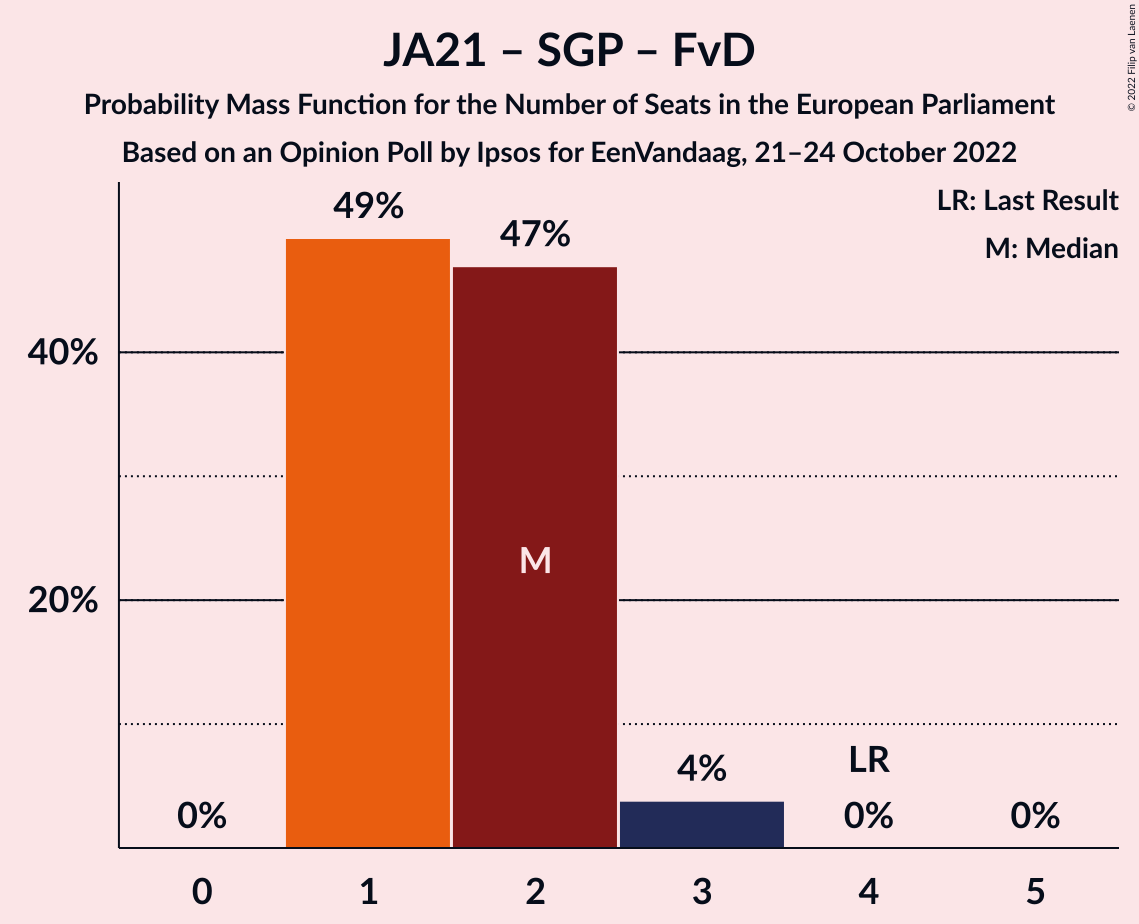 JA21 – SGP – FvD
Probability Mass Function for the Number of Seats in the European Parliament
Based on an Opinion Poll by Ipsos for EenVandaag, 21–24 October 2022
© 2022 Filip van Laenen
LR: Last Result
M: Median
49%
47%
40%
M
20%
4%
LR
0%
0%
0%
0 1 2 3 4 5